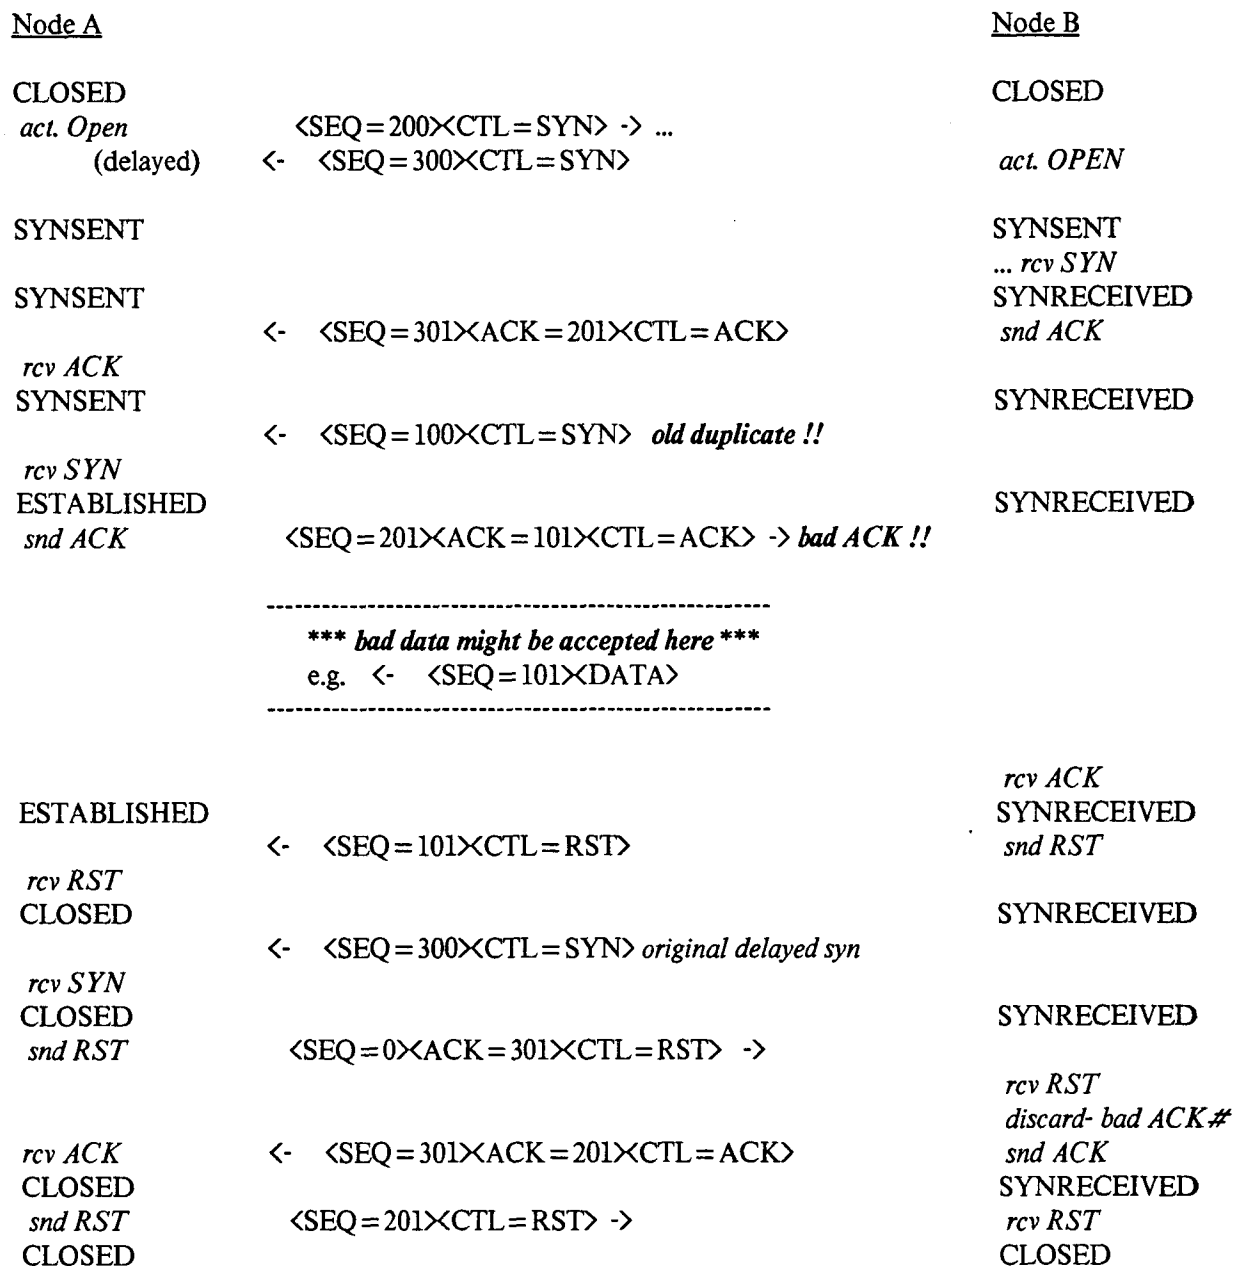 Node A Node B
CLOSED CLOSED
act. Open <SEQ=200><CTL=SYN> -> ...
(delayed) <- <SEQ=300><CTL=SYN> act. OPEN
SYNSENT SYNSENT
... rcv SYN
SYNSENT SYNRECEIVED
<- <SEQ=301><ACK=201><CTL=ACK> snd ACK
rcv ACK
SYNSENT SYNRECEIVED
<- <SEQ=100><CTL=SYN> old duplicate !!
rcv SYN
ESTABLISHED SYNRECEIVED
snd ACK <SEQ=201><ACK=101><CTL=ACK> -> bad ACK !!
*** bad data might be accepted here ***
e.g. <- <SEQ=101><DATA>
rcv ACK
ESTABLISHED SYNRECEIVED
<- <SEQ=101><CTL=RST> snd RST
rcv RST
CLOSED SYNRECEIVED
<- <SEQ=300><CTL=SYN> original delayed syn
rcv SYN
CLOSED SYNRECEIVED
snd RST <SEQ=0><ACK=301><CTL=RST> ->
rcv RST
discard- bad ACK#
rcv ACK <- <SEQ=301><ACK=201><CTL=ACK> snd ACK
CLOSED SYNRECEIVED
snd RST <SEQ=201><CTL=RST> -> rcv RST
CLOSED CLOSED